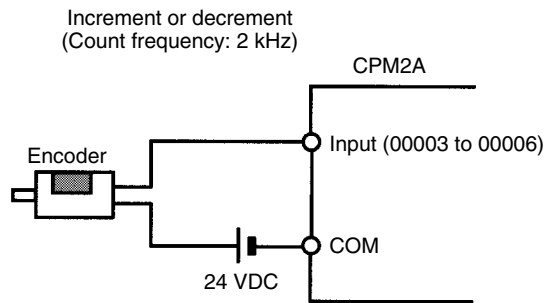 Increment or decrement
(Count frequency: 2 kHz)
CPM2A
Input (00003 to 00006)
Encoder
COM
24 VDC